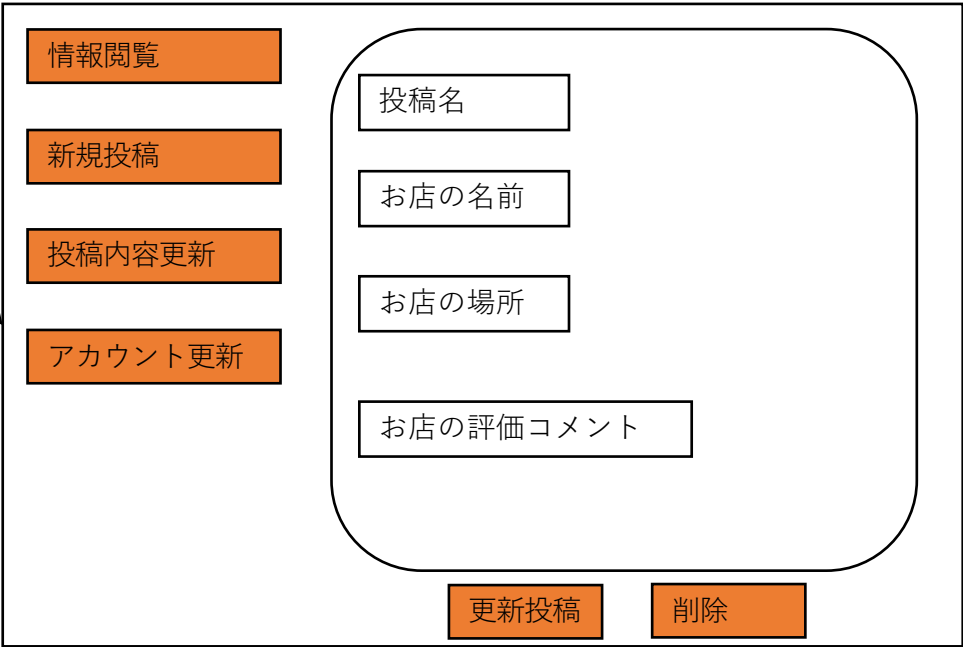 情報閲覧
新規投稿
投稿内容更新
アカウント更新
投稿名
お店の名前
お店の場所
お店の評価コメント
更新投稿
削除